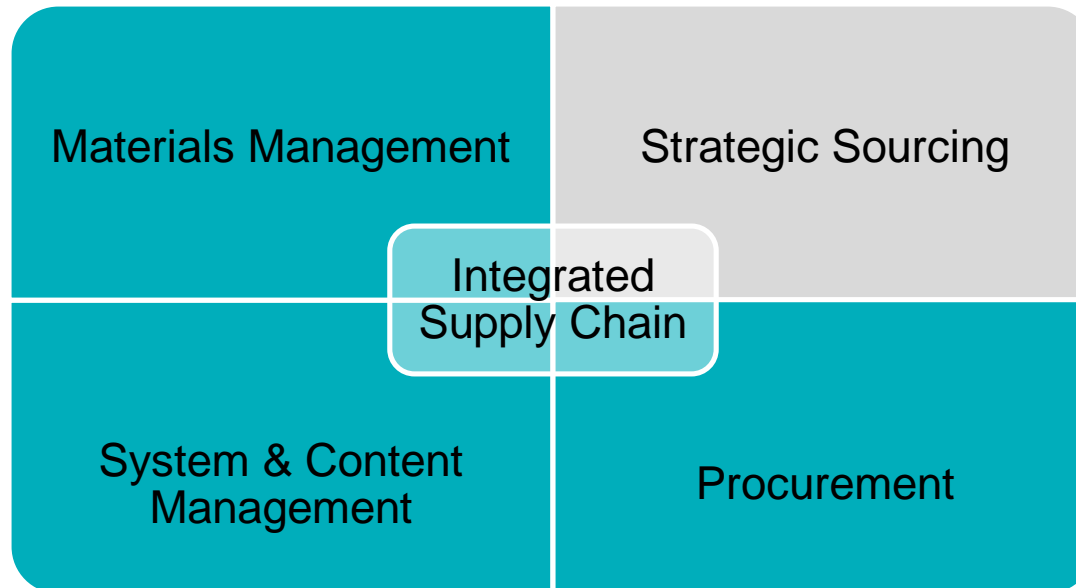 Materials Management
Strategic Sourcing
Integrated
Supply Chain
System & Content
Management
Procurement